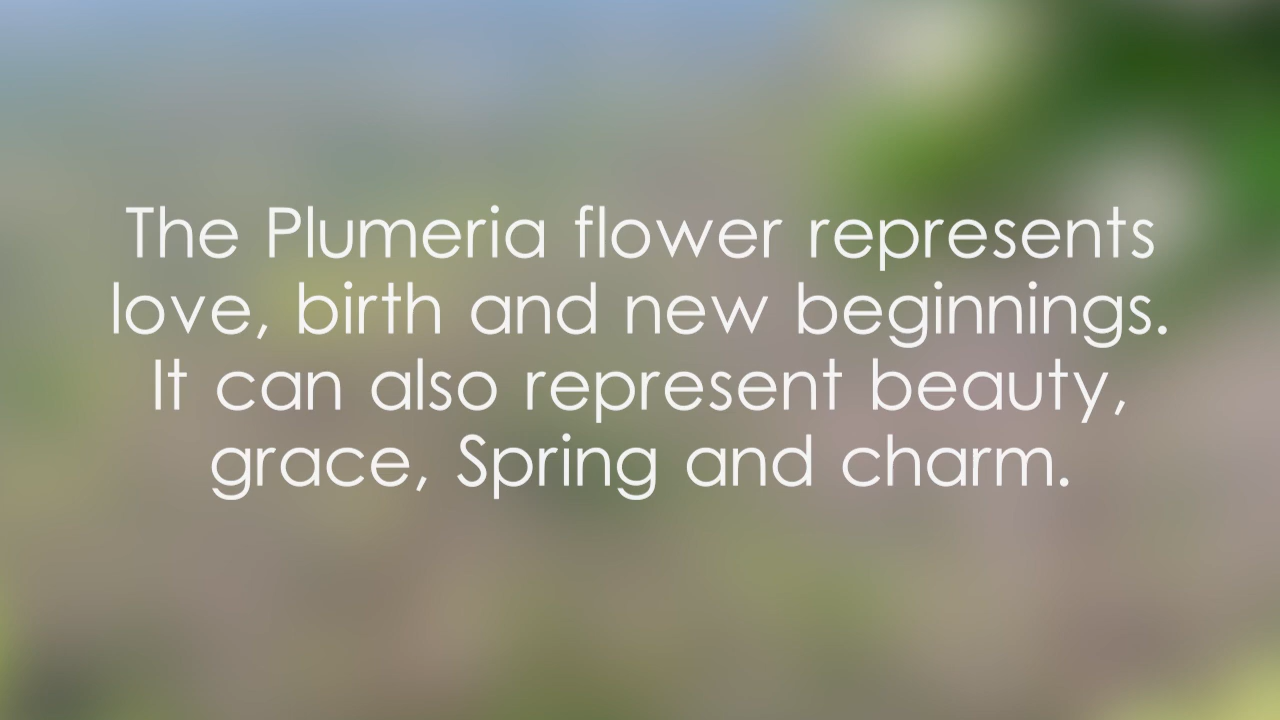 The Plumeria flower represents
love, birth and new beginnings.
It can also represent beauty,
grace, Spring and charm.